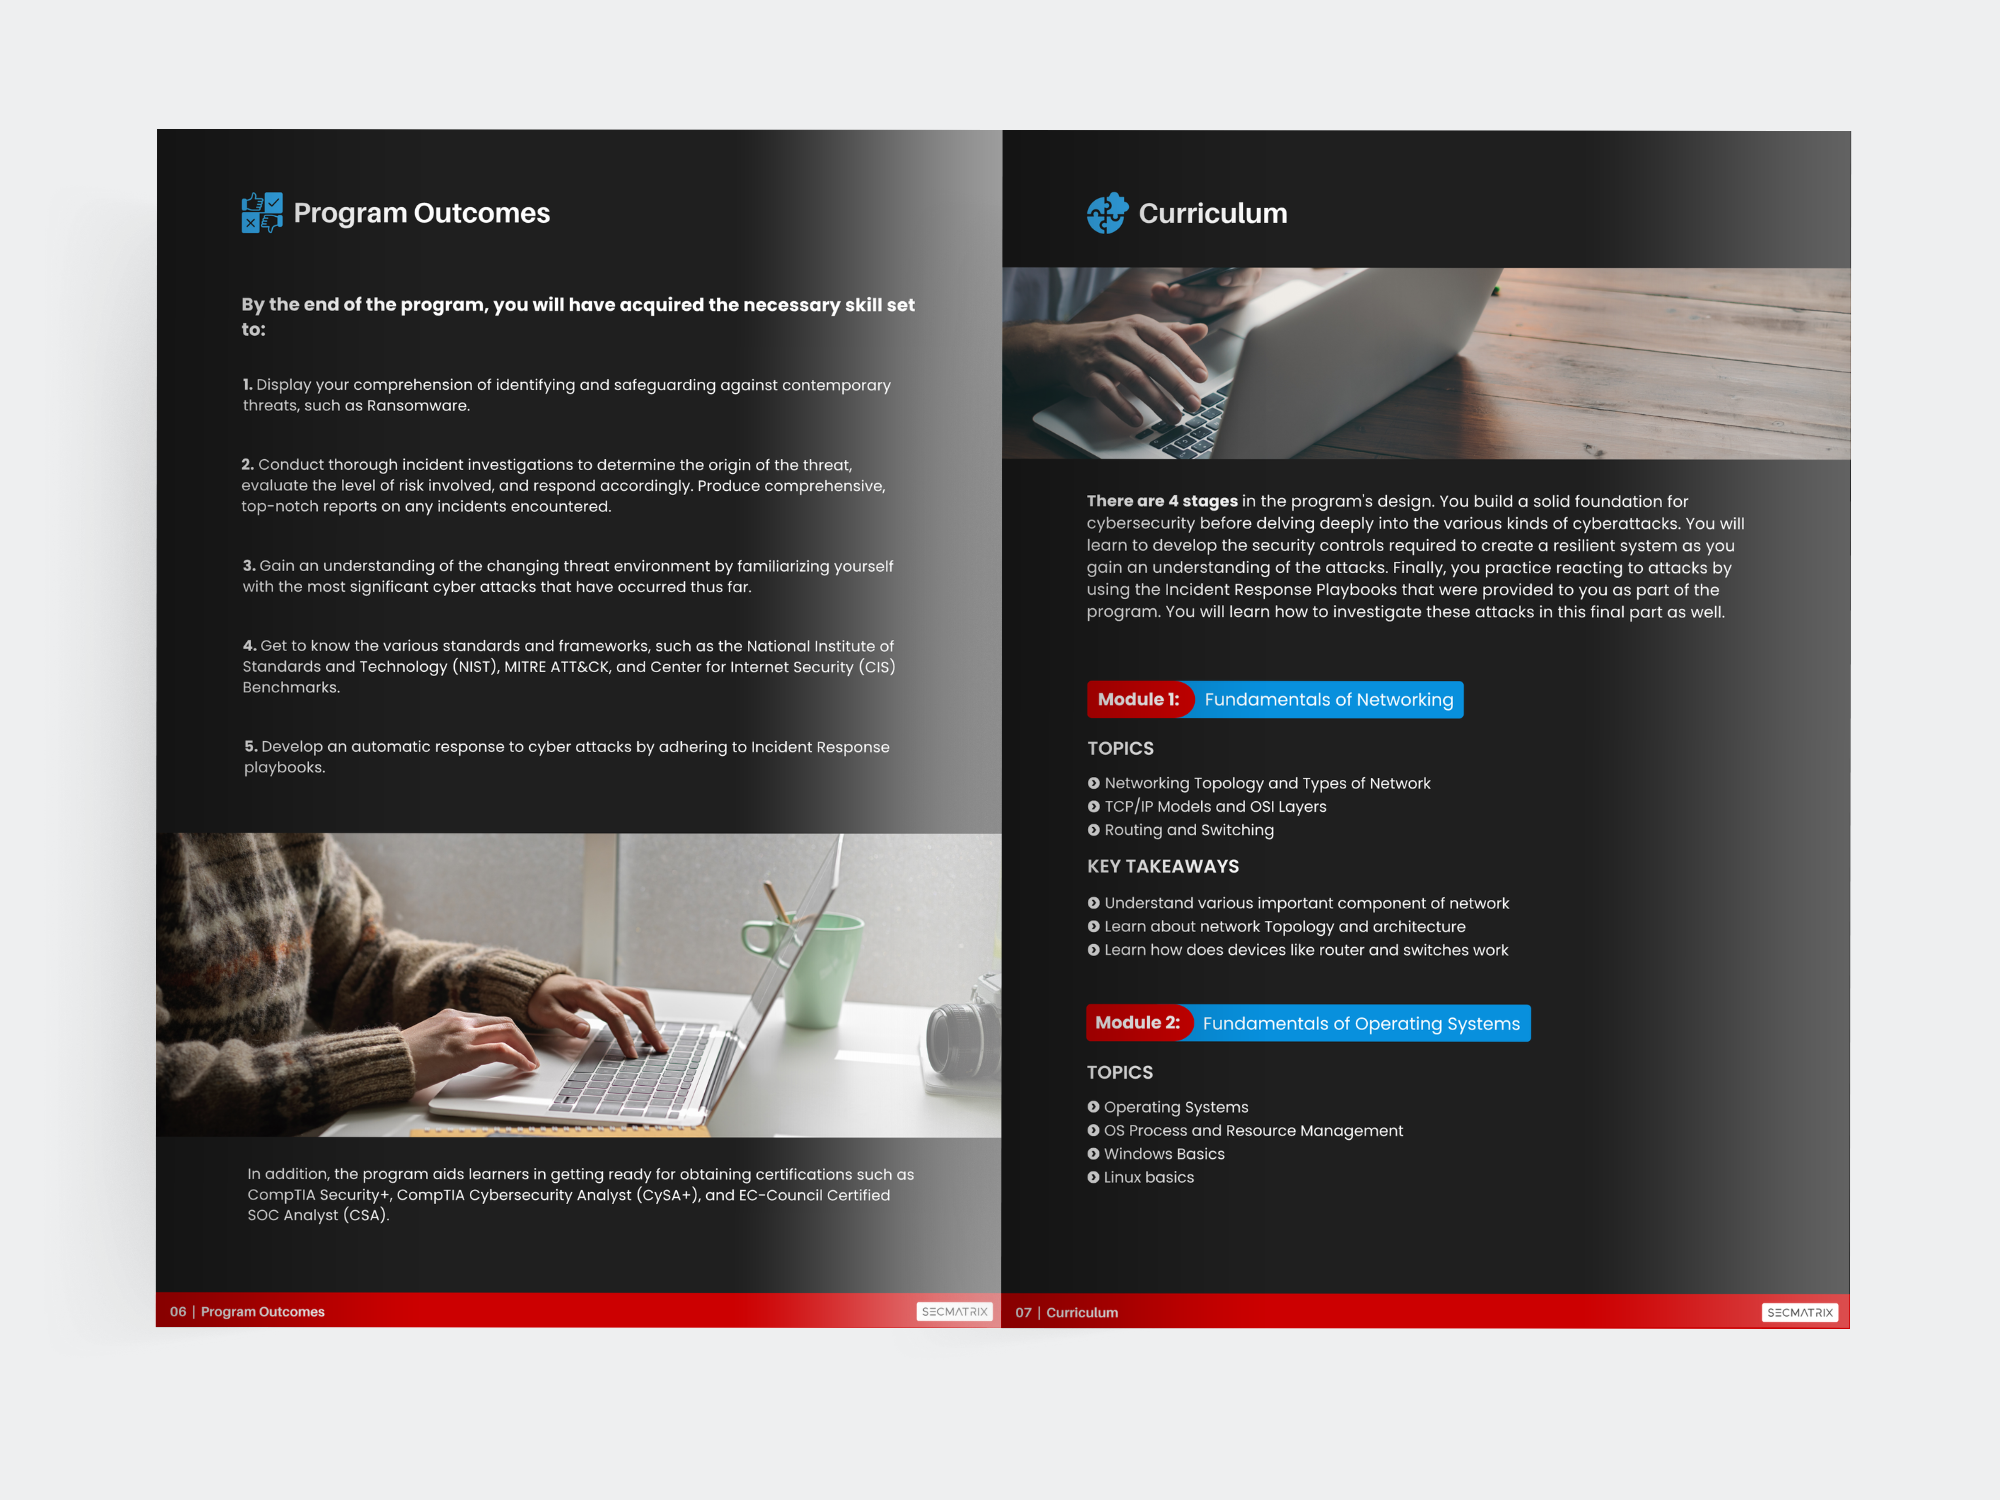 Program Outcomes
By the end of the program, you will have acquired the necessary skill set
to:
1. Display your comprehension of identifying and safeguarding against contemporary
threats, such as Ransomware.
2. Conduct thorough incident investigations to determine the origin of the threat,
evaluate the level of risk involved, and respond accordingly. Produce comprehensive,
top-notch reports on any incidents encountered.
3. Gain an understanding of the changing threat environment by familiarizing yourself
with the most significant cyber attacks that have occurred thus far.
4. Get to know the various standards and frameworks, such as the National Institute of
Standards and Technology (NIST), MITRE ATT&CK, and Center for Internet Security (CIS)
Benchmarks.
5. Develop an automatic response to cyber attacks by adhering to Incident Response
playbooks.
In addition, the program aids learners in getting ready for obtaining certifications such as
CompTIA Security+, CompTIA Cybersecurity Analyst (CySA+), and EC-Council Certified
SOC Analyst (CSA).
06 | Program Outcomes
SECMATRIX
Curriculum
There are 4 stages in the program's design. You build a solid foundation for
cybersecurity before delving deeply into the various kinds of cyberattacks. You will
learn to develop the security controls required to create a resilient system as you
gain an understanding of the attacks. Finally, you practice reacting to attacks by
using the Incident Response Playbooks that were provided to you as part of the
program. You will learn how to investigate these attacks in this final part as well.
Module 1: Fundamentals of Networking
TOPICS
Networking Topology and Types of Network
TCP/IP Models and OSI Layers
Routing and Switching
KEY TAKEAWAYS
Understand various important component of network
Learn about network Topology and architecture
Learn how does devices like router and switches work
Module 2: Fundamentals of Operating Systems
TOPICS
Operating Systems
OS Process and Resource Management
Windows Basics
Linux basics
07 | Curriculum
SECMATRIX